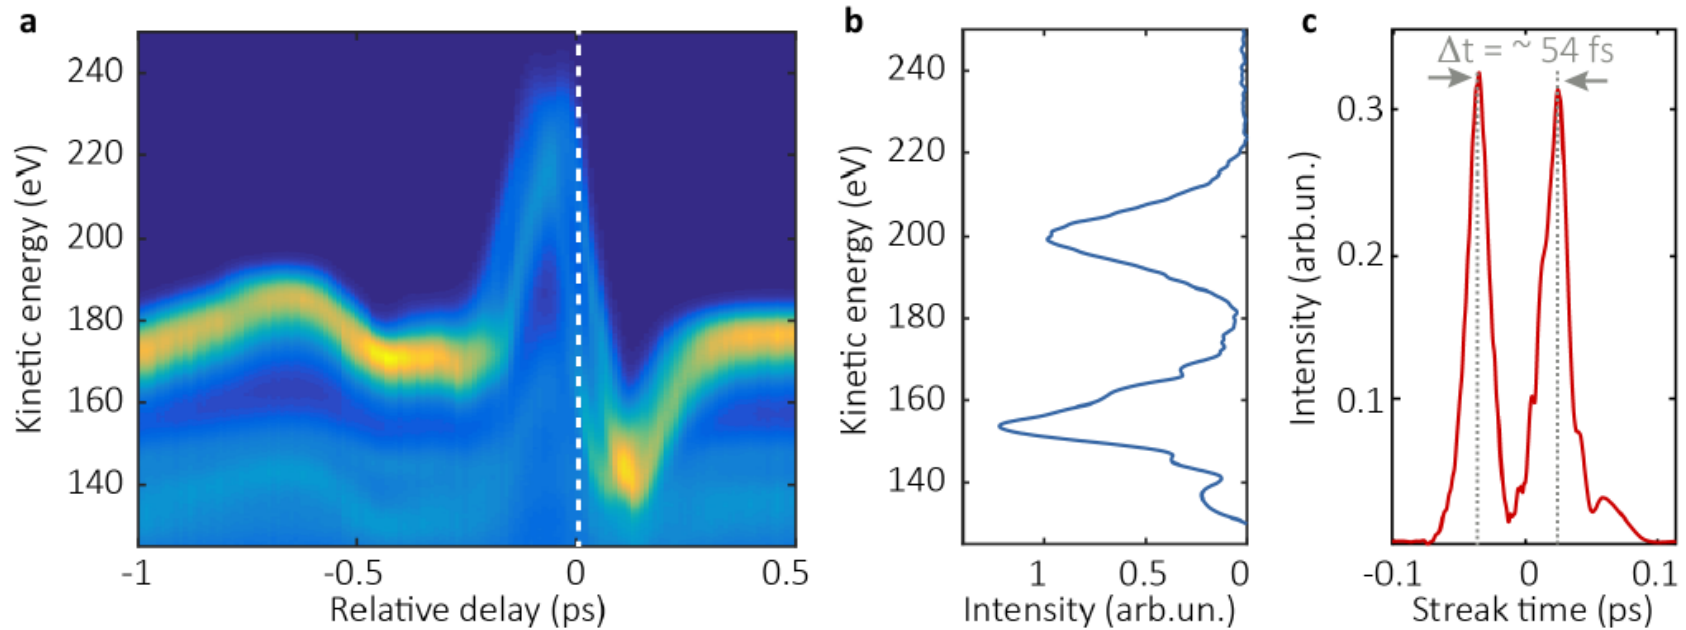 a
Kinetic energy (eV)
240
220
200
180
160
140
-1
-0.5
0
0.5
Relative delay (ps)
b
Kinetic energy (eV)
240
220
200
180
160
140
1
0.5
0
Intensity (arb.un.)
c
Δt = ~ 54 fs
Intensity (arb.un.)
0.3
0.2
0.1
-0.1
0
0.1
Streak time (ps)